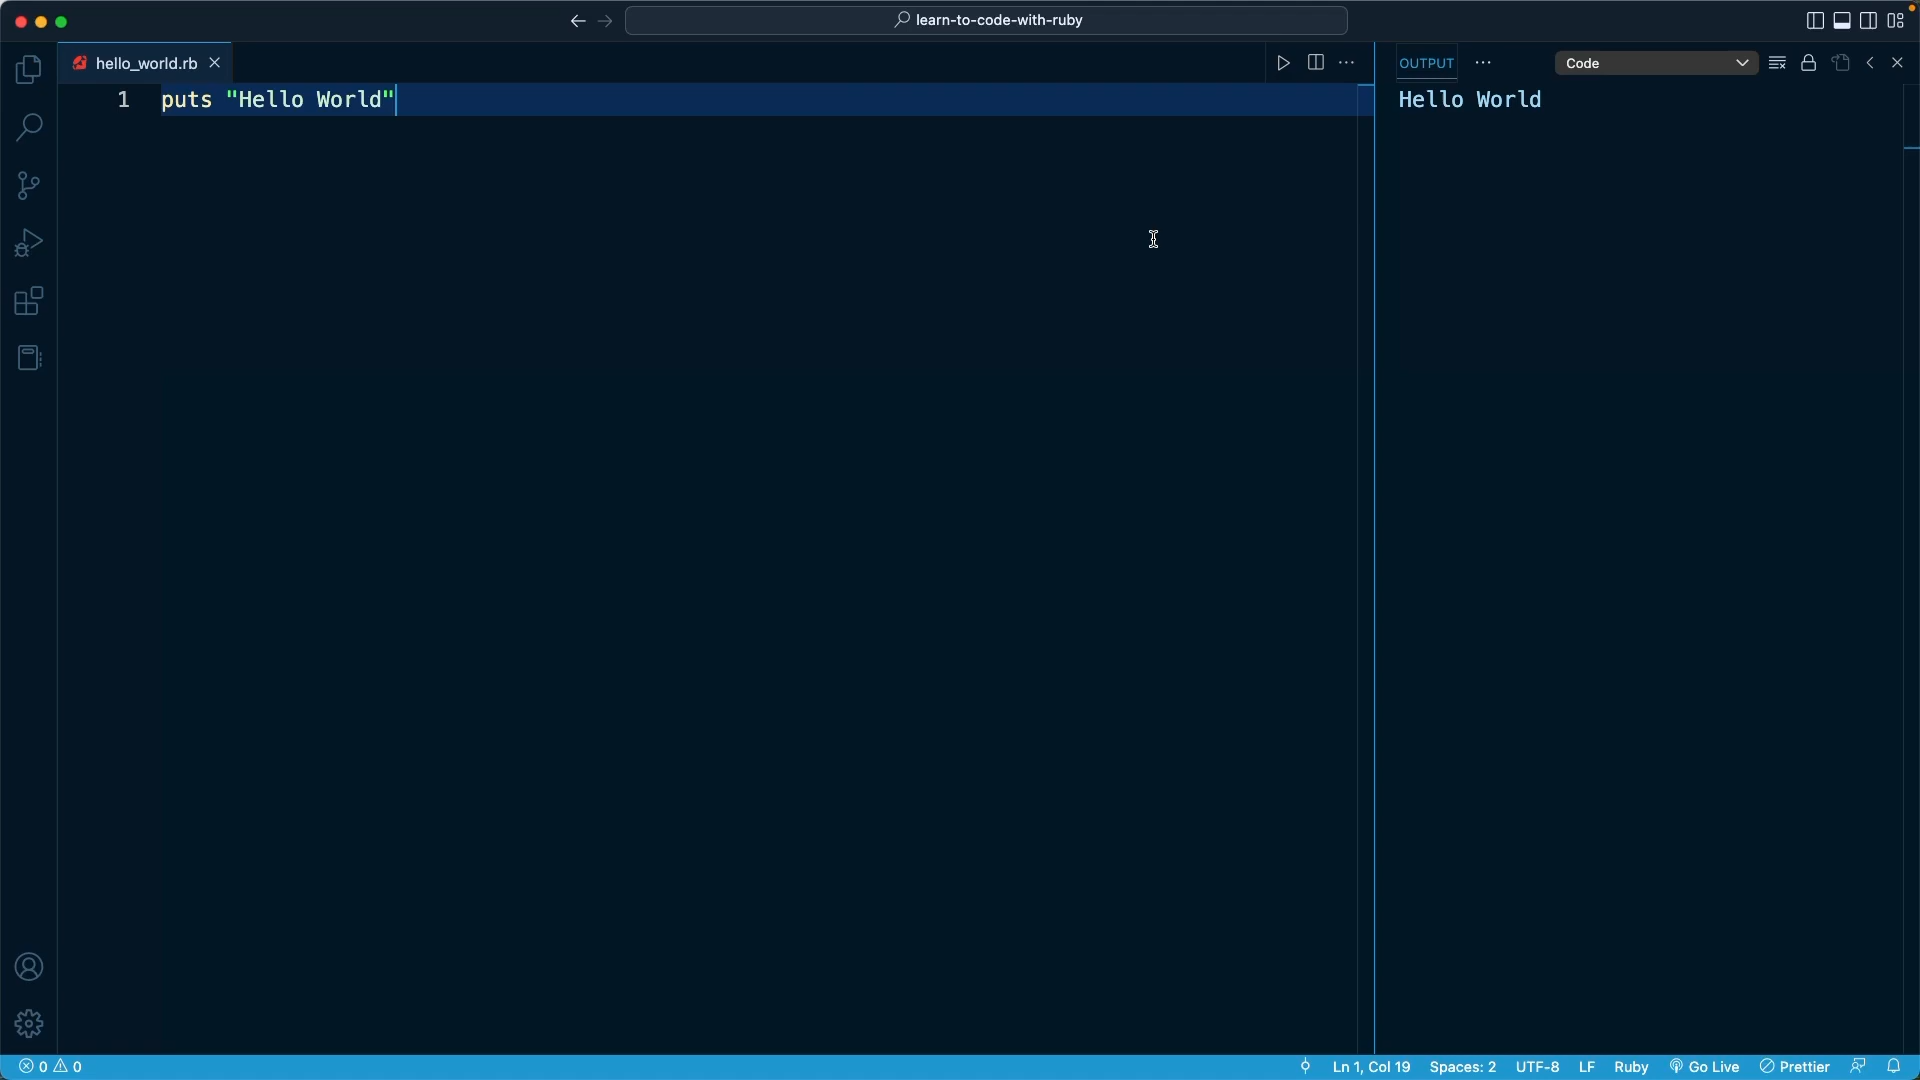 learn-to-code-with-ruby
hello_world.rb
OUTPUT
Code
1 puts "Hello World"
Hello World
0 0
Ln 1, Col 19
Spaces: 2
UTF-8
LF
Ruby
Go Live
Prettier